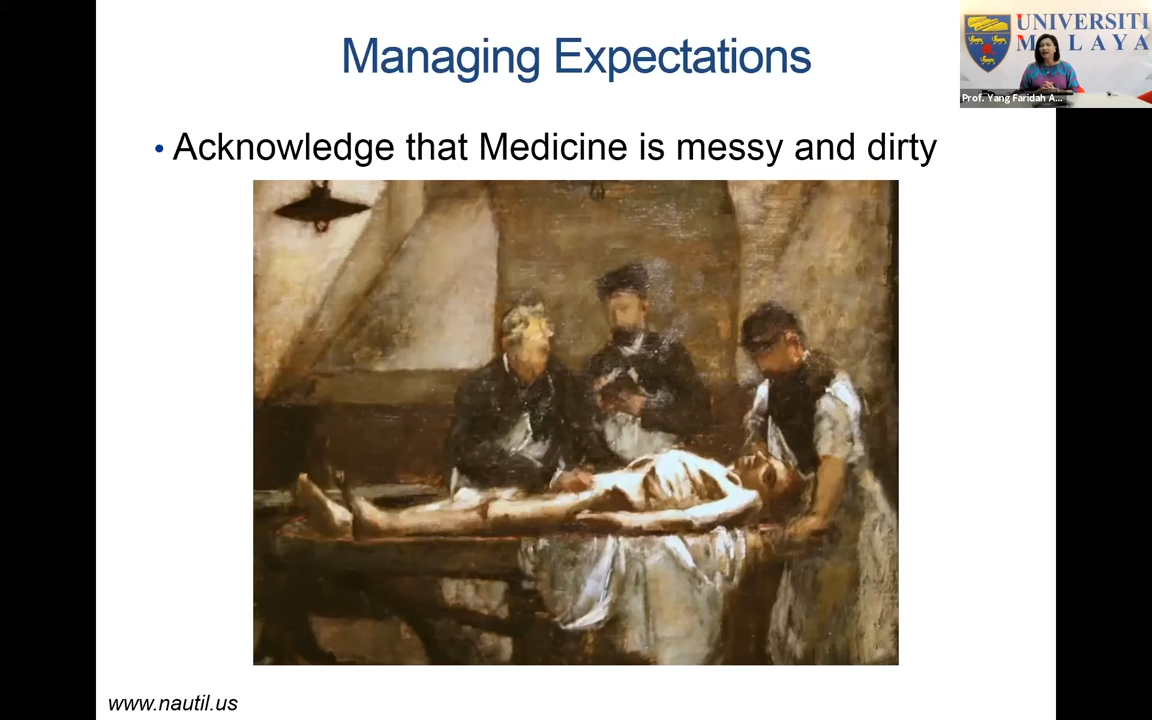 Managing Expectations
UNIVERSITI
MALAYA
Prof. Yang Faridah A...
• Acknowledge that Medicine is messy and dirty
www.nautil.us